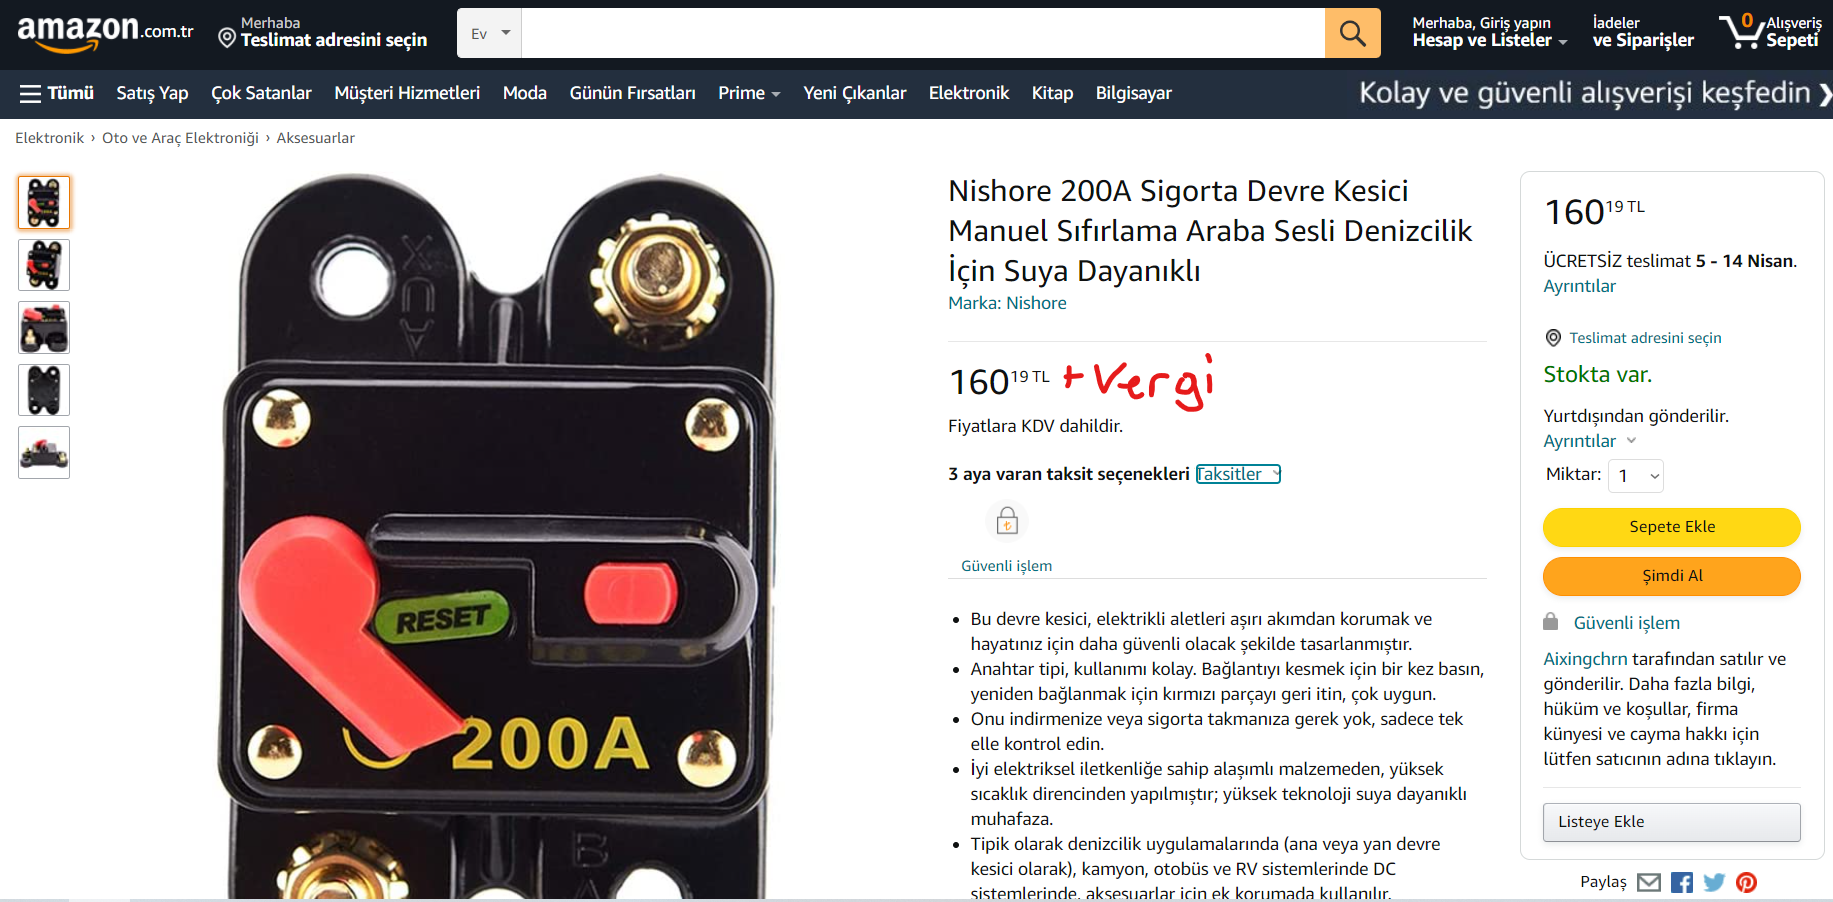 amazon.com.tr
Merhaba
Teslimat adresini seçin
Ev
Merhaba, Giriş yapın
Hesap ve Listeler
İadeler
ve Siparişler
0
Alışveriş
Sepeti
Tümü
Satış Yap
Çok Satanlar
Müşteri Hizmetleri
Moda
Günün Fırsatları
Prime
Yeni Çıkanlar
Elektronik
Kitap
Bilgisayar
Kolay ve güvenli alışverişi keşfedin
Elektronik › Oto ve Araç Elektroniği › Aksesuarlar
AUX
RESET
200A
BA
Nishore 200A Sigorta Devre Kesici
Manuel Sıfırlama Araba Sesli Denizcilik
İçin Suya Dayanıklı
Marka: Nishore
16019 TL + Vergi
Fiyatlara KDV dahildir.
3 aya varan taksit seçenekleri Taksitler
Güvenli işlem
• Bu devre kesici, elektrikli aletleri aşırı akımdan korumak ve
hayatınız için daha güvenli olacak şekilde tasarlanmıştır.
• Anahtar tipi, kullanımı kolay. Bağlantıyı kesmek için bir kez basın,
yeniden bağlanmak için kırmızı parçayı geri itin, çok uygun.
• Onu indirmenize veya sigorta takmanıza gerek yok, sadece tek
elle kontrol edin.
• İyi elektriksel iletkenliğe sahip alaşımlı malzemeden, yüksek
sıcaklık direncinden yapılmıştır; yüksek teknoloji suya dayanıklı
muhafaza.
• Tipik olarak denizcilik uygulamalarında (ana veya yan devre
kesici olarak), kamyon, otobüs ve RV sistemlerinde DC
sistemlerinde, aksesuarlar için ek korumada kullanılır.
16019 TL
ÜCRETSİZ teslimat 5 - 14 Nisan.
Ayrıntılar
Teslimat adresini seçin
Stokta var.
Yurtdışından gönderilir.
Ayrıntılar
Miktar: 1
Sepete Ekle
Şimdi Al
Güvenli işlem
Aixingchrn tarafından satılır ve
gönderilir. Daha fazla bilgi,
hüküm ve koşullar, firma
künyesi ve cayma hakkı için
lütfen satıcının adına tıklayın.
Listeye Ekle
Paylaş